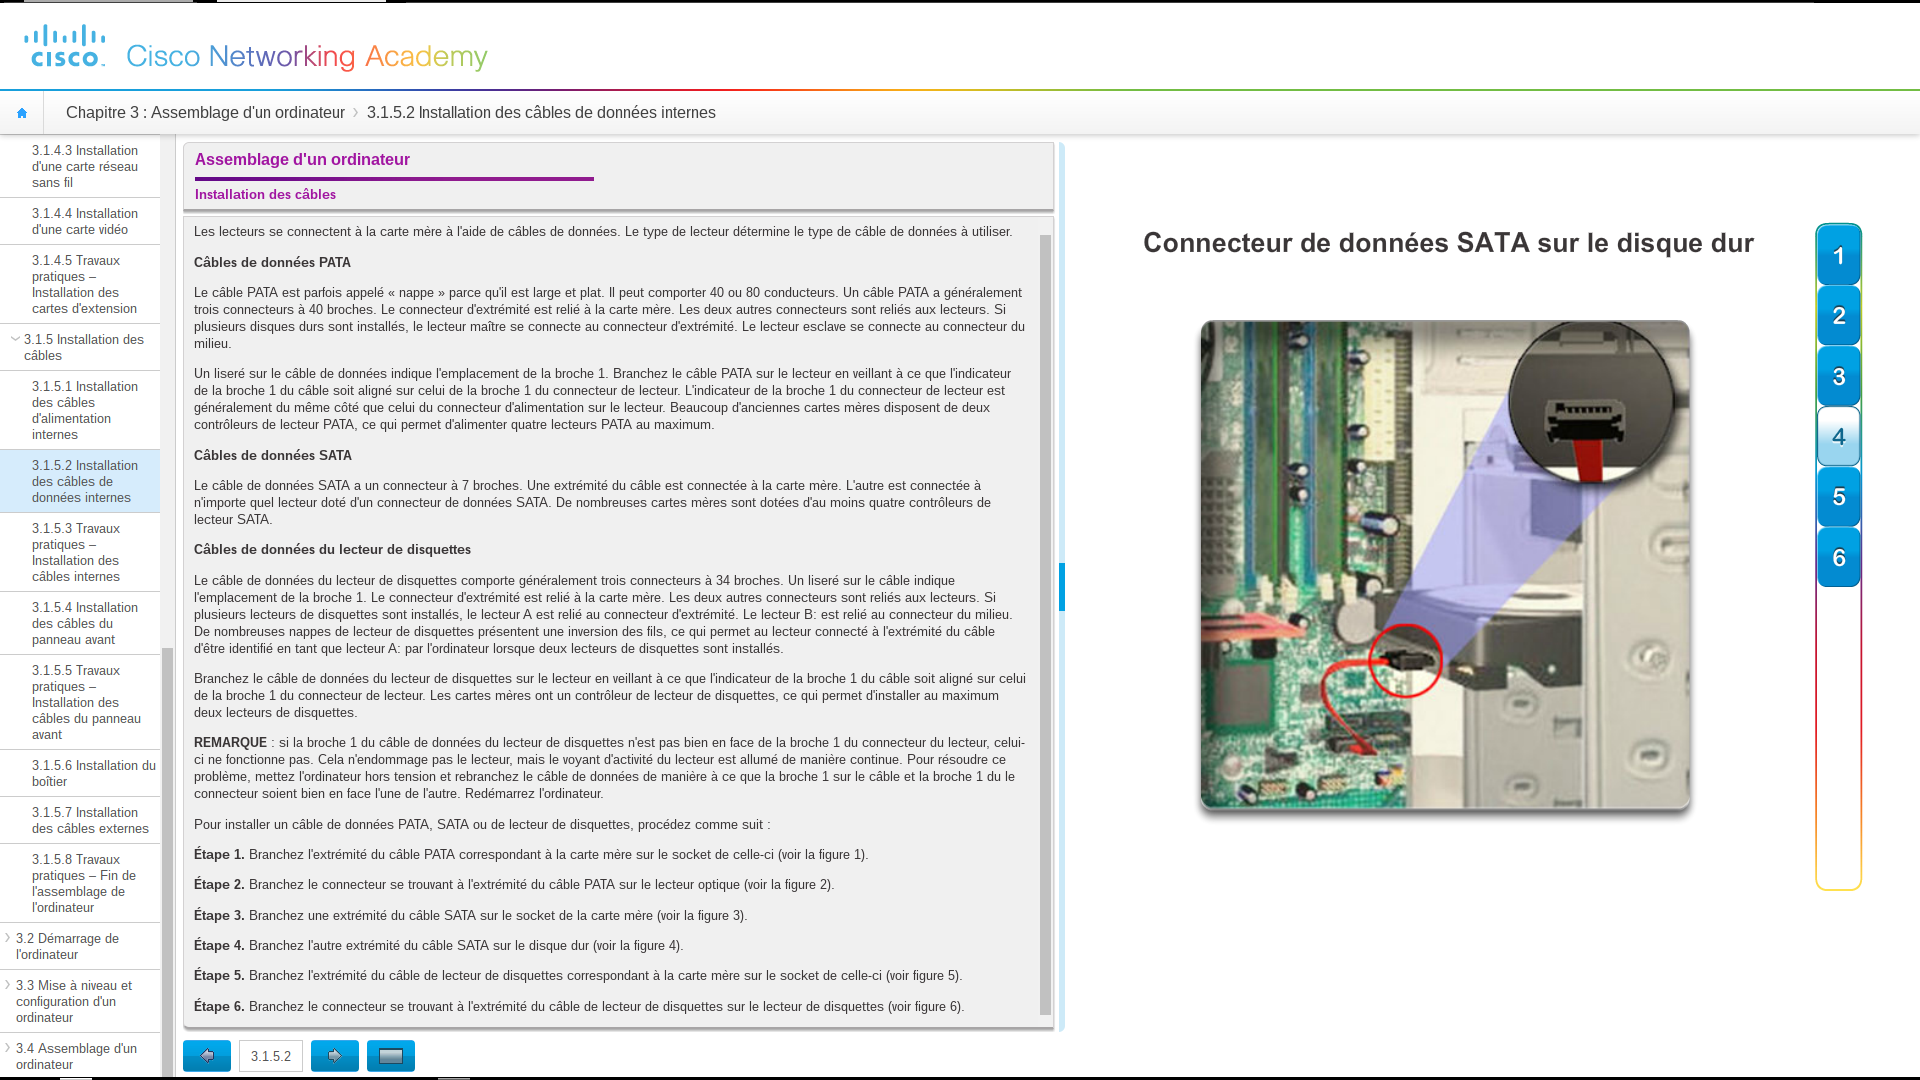 cisco
Cisco Networking Academy
Chapitre 3 : Assemblage d'un ordinateur
3.1.5.2 Installation des câbles de données internes
3.1.4.3 Installation
d'une carte réseau
sans fil
3.1.4.4 Installation
d'une carte vidéo
3.1.4.5 Travaux
pratiques –
Installation des
cartes d'extension
3.1.5 Installation des
câbles
3.1.5.1 Installation
des câbles
d'alimentation
internes
3.1.5.2 Installation
des câbles de
données internes
3.1.5.3 Travaux
pratiques –
Installation des
câbles internes
3.1.5.4 Installation
des câbles du
panneau avant
3.1.5.5 Travaux
pratiques –
Installation des
câbles du panneau
avant
3.1.5.6 Installation du
boîtier
3.1.5.7 Installation
des câbles externes
3.1.5.8 Travaux
pratiques – Fin de
l'assemblage de
l'ordinateur
3.2 Démarrage de
l'ordinateur
3.3 Mise à niveau et
configuration d'un
ordinateur
3.4 Assemblage d'un
ordinateur
Assemblage d'un ordinateur
Installation des câbles
Les lecteurs se connectent à la carte mère à l'aide de câbles de données. Le type de lecteur détermine le type de câble de données à utiliser.
Câbles de données PATA
Le câble PATA est parfois appelé « nappe » parce qu'il est large et plat. Il peut comporter 40 ou 80 conducteurs. Un câble PATA a généralement
trois connecteurs à 40 broches. Le connecteur d'extrémité est relié à la carte mère. Les deux autres connecteurs sont reliés aux lecteurs. Si
plusieurs disques durs sont installés, le lecteur maître se connecte au connecteur d'extrémité. Le lecteur esclave se connecte au connecteur du
milieu.
Un liseré sur le câble de données indique l'emplacement de la broche 1. Branchez le câble PATA sur le lecteur en veillant à ce que l'indicateur
de la broche 1 du câble soit aligné sur celui de la broche 1 du connecteur de lecteur. L'indicateur de la broche 1 du connecteur de lecteur est
généralement du même côté que celui du connecteur d'alimentation sur le lecteur. Beaucoup d'anciennes cartes mères disposent de deux
contrôleurs de lecteur PATA, ce qui permet d'alimenter quatre lecteurs PATA au maximum.
Câbles de données SATA
Le câble de données SATA a un connecteur à 7 broches. Une extrémité du câble est connectée à la carte mère. L'autre est connectée à
n'importe quel lecteur doté d'un connecteur de données SATA. De nombreuses cartes mères sont dotées d'au moins quatre contrôleurs de
lecteur SATA.
Câbles de données du lecteur de disquettes
Le câble de données du lecteur de disquettes comporte généralement trois connecteurs à 34 broches. Un liseré sur le câble indique
l'emplacement de la broche 1. Le connecteur d'extrémité est relié à la carte mère. Les deux autres connecteurs sont reliés aux lecteurs. Si
plusieurs lecteurs de disquettes sont installés, le lecteur A est relié au connecteur d'extrémité. Le lecteur B: est relié au connecteur du milieu.
De nombreuses nappes de lecteur de disquettes présentent une inversion des fils, ce qui permet au lecteur connecté à l'extrémité du câble
d'être identifié en tant que lecteur A: par l'ordinateur lorsque deux lecteurs de disquettes sont installés.
Branchez le câble de données du lecteur de disquettes sur le lecteur en veillant à ce que l'indicateur de la broche 1 du câble soit aligné sur celui
de la broche 1 du connecteur de lecteur. Les cartes mères ont un contrôleur de lecteur de disquettes, ce qui permet d'installer au maximum
deux lecteurs de disquettes.
REMARQUE : si la broche 1 du câble de données du lecteur de disquettes n'est pas bien en face de la broche 1 du connecteur du lecteur, celui-
ci ne fonctionne pas. Cela n'endommage pas le lecteur, mais le voyant d'activité du lecteur est allumé de manière continue. Pour résoudre ce
problème, mettez l'ordinateur hors tension et rebranchez le câble de données de manière à ce que la broche 1 sur le câble et la broche 1 du le
connecteur soient bien en face l'une de l'autre. Redémarrez l'ordinateur.
Pour installer un câble de données PATA, SATA ou de lecteur de disquettes, procédez comme suit :
Étape 1. Branchez l'extrémité du câble PATA correspondant à la carte mère sur le socket de celle-ci (voir la figure 1).
Étape 2. Branchez le connecteur se trouvant à l'extrémité du câble PATA sur le lecteur optique (voir la figure 2).
Étape 3. Branchez une extrémité du câble SATA sur le socket de la carte mère (voir la figure 3).
Étape 4. Branchez l'autre extrémité du câble SATA sur le disque dur (voir la figure 4).
Étape 5. Branchez l'extrémité du câble de lecteur de disquettes correspondant à la carte mère sur le socket de celle-ci (voir figure 5).
Étape 6. Branchez le connecteur se trouvant à l'extrémité du câble de lecteur de disquettes sur le lecteur de disquettes (voir figure 6).
3.1.5.2
Connecteur de données SATA sur le disque dur
1
2
3
4
5
6